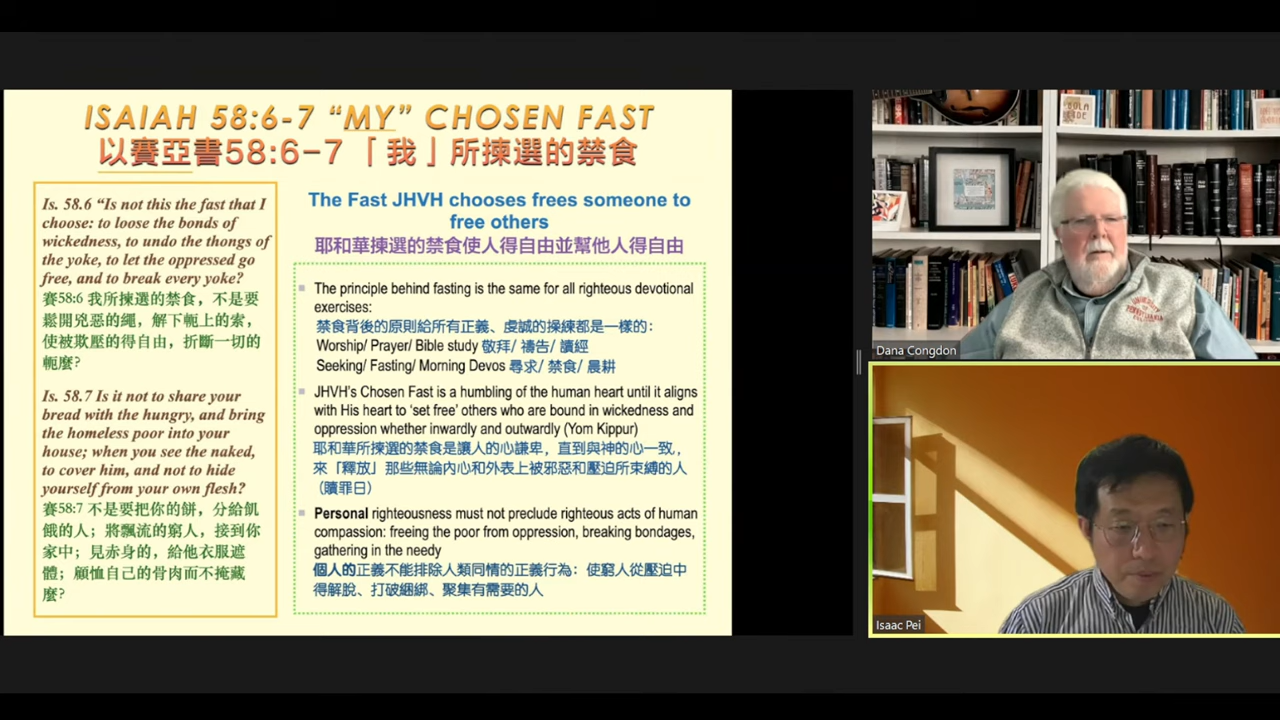 ISAIAH 58:6-7 “MY” CHOSEN FAST
以賽亞書58:6-7「我」所揀選的禁食
Is. 58.6 “Is not this the fast that I
choose: to loose the bonds of
wickedness, to undo the thongs of
the yoke, to let the oppressed go
free, and to break every yoke?
賽58:6 我所揀選的禁食，不是要
鬆開兇惡的繩，解下軛上的索，
使被欺壓的得自由，折斷一切的
軛麼？
Is. 58.7 Is it not to share your
bread with the hungry, and bring
the homeless poor into your
house; when you see the naked,
to cover him, and not to hide
yourself from your own flesh?
賽58:7 不是要把你的餅，分給飢
餓的人；將飄流的窮人，接到你
家中；見赤身的，給他衣服遮
體；顧恤自己的骨肉而不掩藏
麼？
The Fast JHVH chooses frees someone to
free others
耶和華揀選的禁食使人得自由並幫他人得自由
The principle behind fasting is the same for all righteous devotional
exercises:
禁食背後的原則給所有正義、虔誠的操練都是一樣的：
Worship/ Prayer/ Bible study 敬拜/ 禱告/ 讀經
Seeking/ Fasting/ Morning Devos 尋求/ 禁食/ 晨耕
JHVH’s Chosen Fast is a humbling of the human heart until it aligns
with His heart to ‘set free’ others who are bound in wickedness and
oppression whether inwardly and outwardly (Yom Kippur)
耶和華所揀選的禁食是讓人的心謙卑，直到與神的心一致，
來「釋放」那些無論內心和外表上被邪惡和壓迫所束縛的人
（贖罪日）
Personal righteousness must not preclude righteous acts of human
compassion: freeing the poor from oppression, breaking bondages,
gathering in the needy
個人的正義不能排除人類同情的正義行為：使窮人從壓迫中
得解脫、打破綑綁、聚集有需要的人
Dana Congdon
Isaac Pei